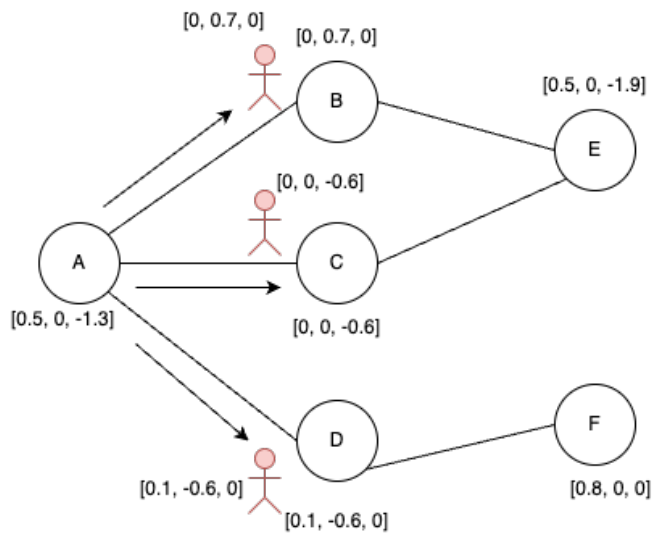 [0, 0.7, 0]
[0, 0.7, 0]
B
[0.5, 0, -1.9]
E
[0, 0, -0.6]
A
C
[0.5, 0, -1.3]
[0, 0, -0.6]
D
F
[0.1, -0.6, 0]
[0.1, -0.6, 0]
[0.8, 0, 0]